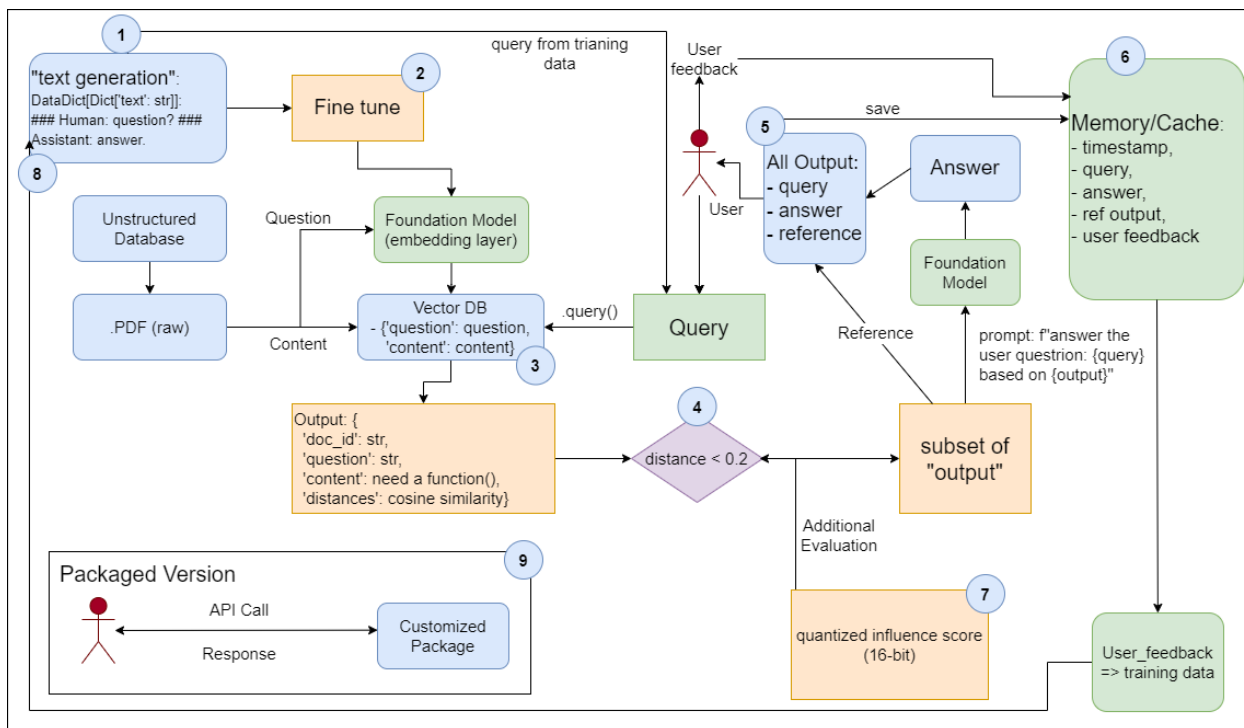 1
query from trianing
data
"text generation":
DataDict[Dict['text': str]]:
### Human: question? ###
Assistant: answer.
2
Fine tune
8
Unstructured
Database
Question
Foundation Model
(embedding layer)
.PDF (raw)
Content
Vector DB
- {'question': question,
'content': content}
3
.query()
Query
User
feedback
User
5
save
All Output:
- query
- answer
- reference
Answer
Foundation
Model
6
Memory/Cache:
- timestamp,
- query,
- answer,
- ref output,
- user feedback
Reference
prompt: f"answer the
user questrion: {query}
based on {output}"
Output: {
'doc_id': str,
'question': str,
'content': need a function(),
'distances': cosine similarity}
4
distance < 0.2
subset of
"output"
Additional
Evaluation
7
quantized influence score
(16-bit)
User_feedback
=> training data
9
Packaged Version
API Call
Response
Customized
Package